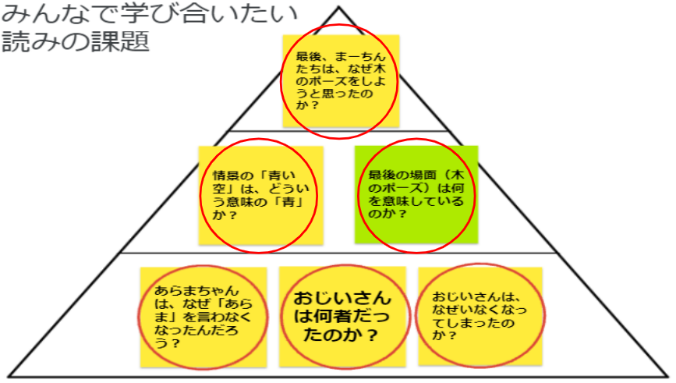 みんなで学び合いたい
読みの課題
最後、まーちん
たちは、なぜ木
のポーズをしよ
うと思ったの
か？
情景の「青い
空」は、どうい
う意味の「青」
か？
最後の場面（木
のポーズ）は何
を意味している
のか？
あらまちゃん
は、なぜ「あら
ま」を言わなく
なったんだろ
う？
おじいさん
は何者だっ
たのか？
おじいさんは、
なぜいなくなっ
てしまったの
か？